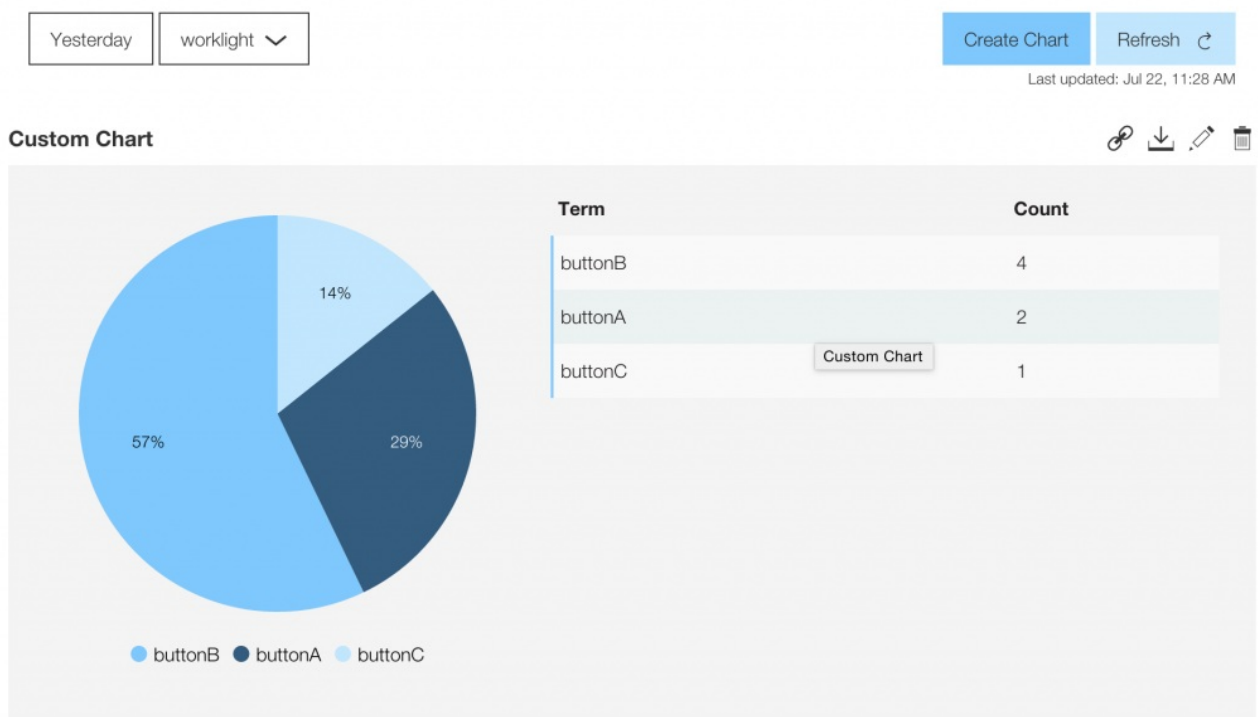 Yesterday worklight Create Chart Refresh
Last updated: Jul 22, 11:28 AM
Custom Chart
Term Count
buttonB 4
buttonA 2
Custom Chart
buttonC 1
14%
57%
29%
buttonB buttonA buttonC